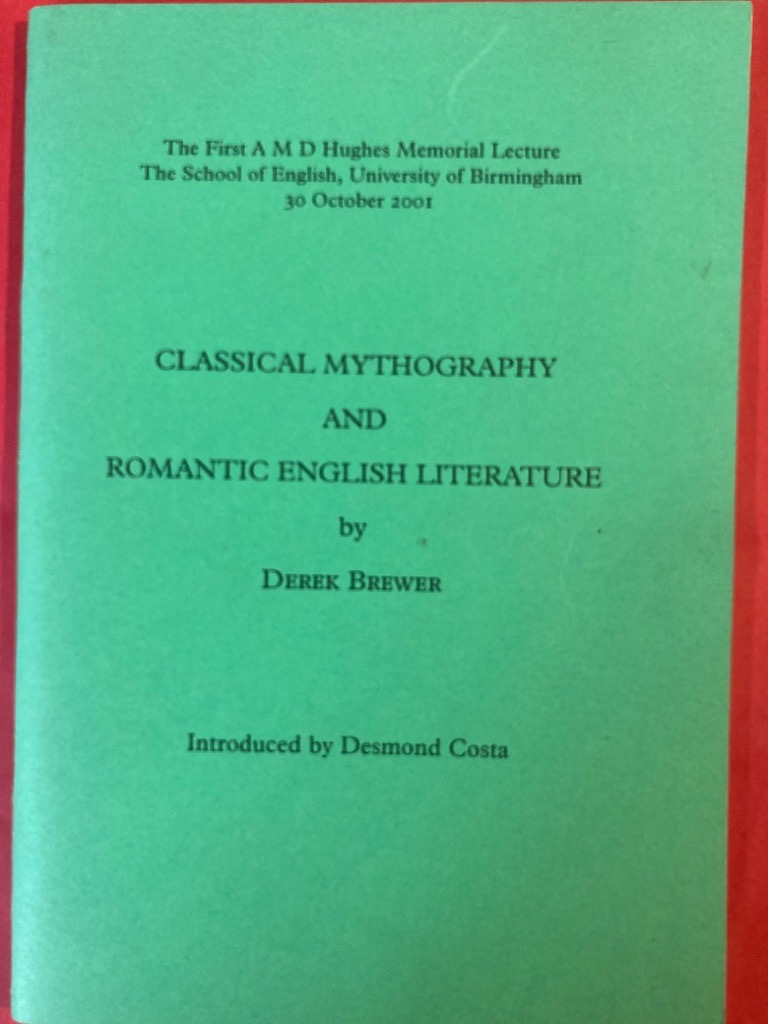 The First A M D Hughes Memorial Lecture
The School of English, University of Birmingham
30 October 2001
CLASSICAL MYTHOGRAPHY
AND
ROMANTIC ENGLISH LITERATURE
by
DEREK BREWER
Introduced by Desmond Costa